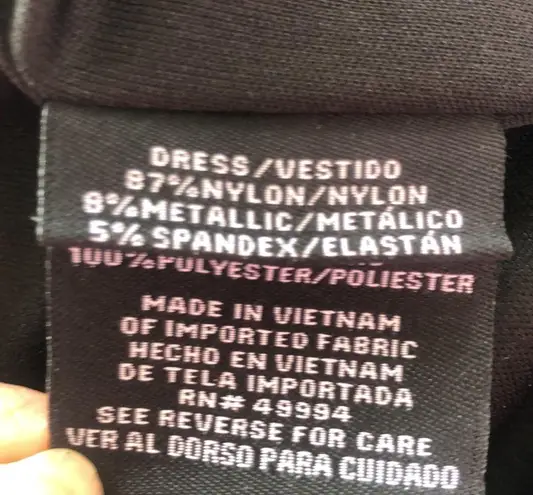 DRESS/VESTIDO
87%NYLON/NYLON
8%METALLIC/METÁLICO
5% SPANDEX/ELASTÁN
100%POLYESTER/POLIESTER
MADE IN VIETNAM
OF IMPORTED FABRIC
HECHO EN VIETNAM
DE TELA IMPORTADA
RN# 49994
SEE REVERSE FOR CARE
VER AL DORSO PARA CUIDADO